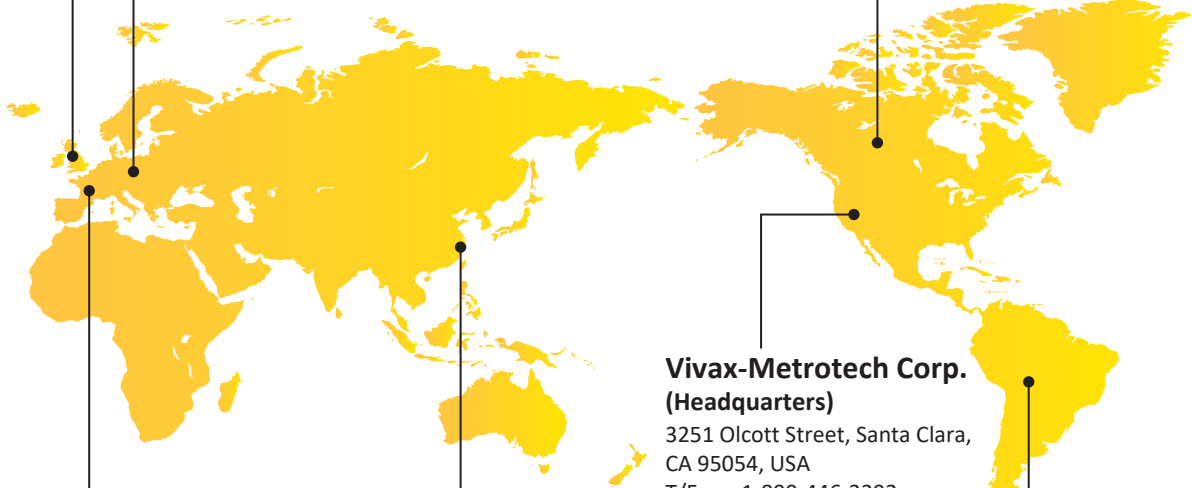 Vivax-Metrotech Corp.
(Headquarters)
3251 Olcott Street, Santa Clara,
CA 95054, USA